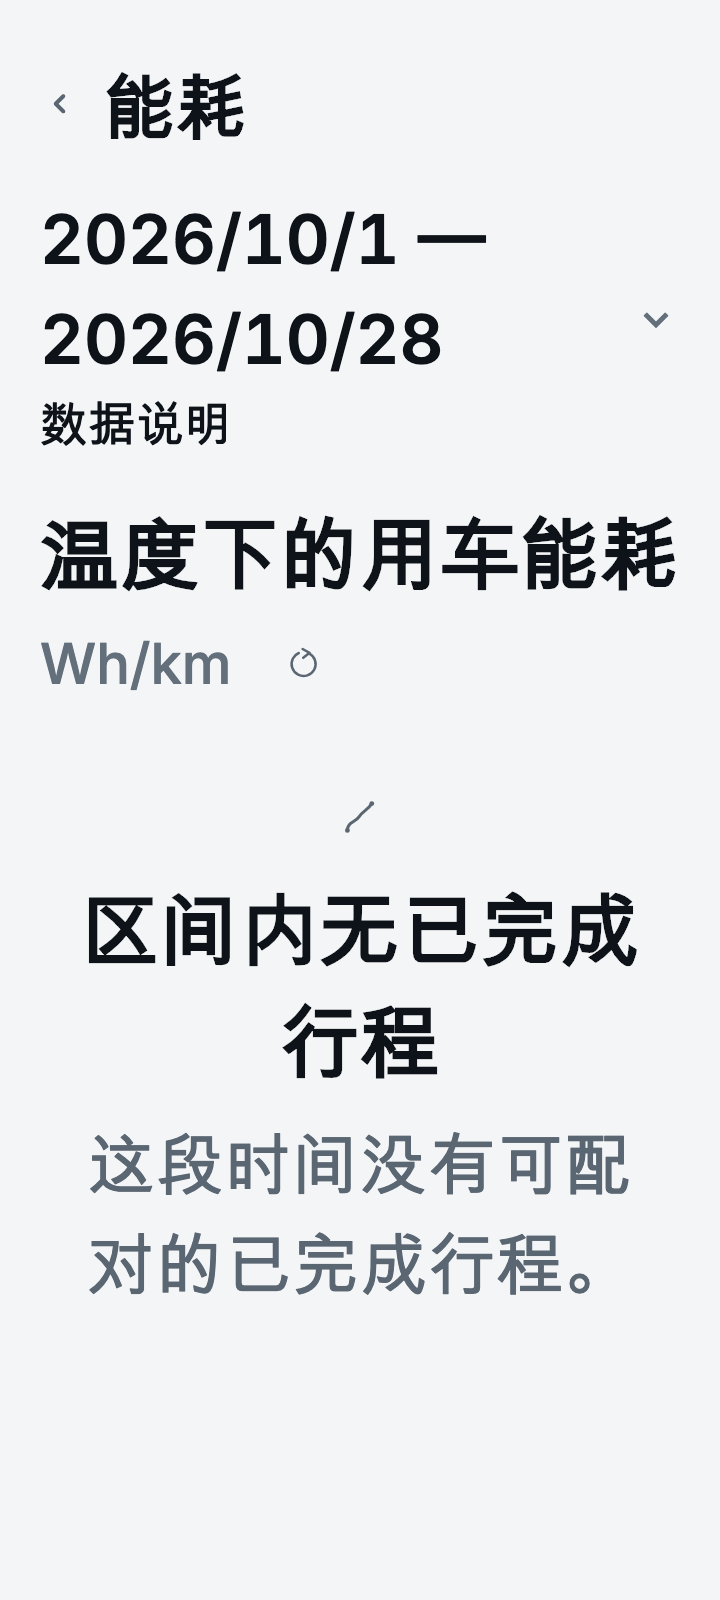 能耗
2026/10/1 —
2026/10/28
数据说明
温度下的用车能耗
Wh/km
区间内无已完成
行程
这段时间没有可配
对的已完成行程。